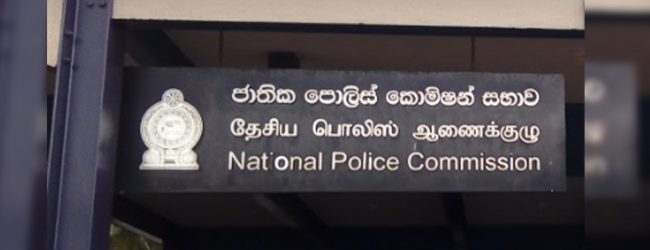 ජාතික පොලිස් කොමිෂන් සභාව
தேசிய பொலிஸ் ஆணைக்குழு
National Police Commission